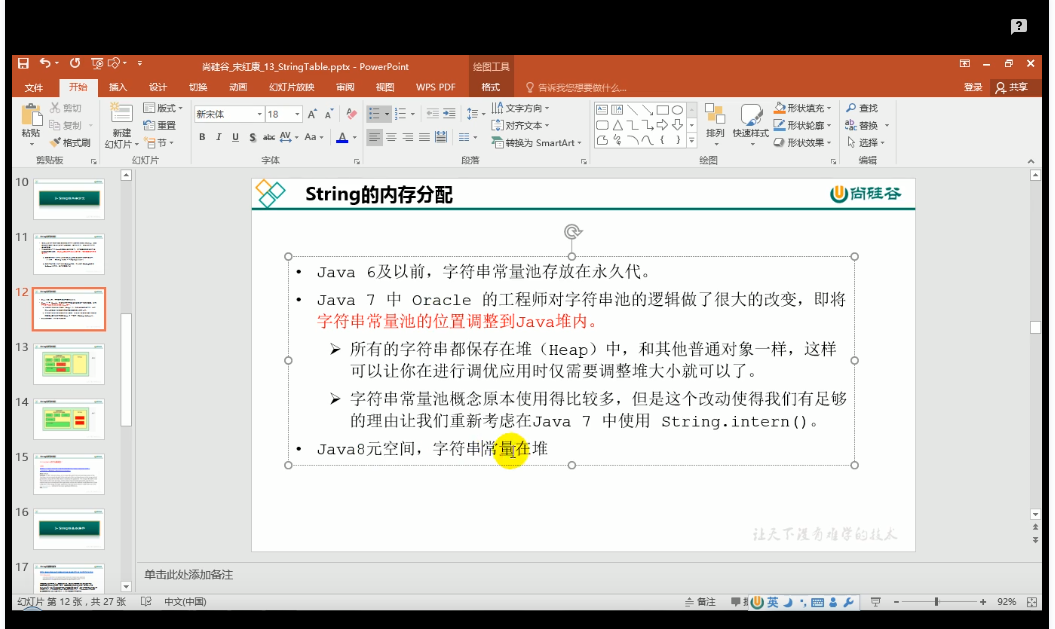 尚硅谷_宋红康_13_StringTable.pptx - PowerPoint
绘图工具
文件 开始 插入 设计 切换 动画 幻灯片放映 审阅 视图 WPS PDF 格式 告诉我您想要做什么...
登录 共享
粘贴
剪切
复制
格式刷
剪贴板
新建
幻灯片
版式
重置
节
幻灯片
新宋体 18
B I U S abc AV Aa A
字体
文字方向
对齐文本
转换为 SmartArt
段落
排列
快速样式
形状填充
形状轮廓
形状效果
绘图
查找
替换
选择
编辑
10
11
12
13
14
15
16
17
String的内存分配
尚硅谷
• Java 6及以前，字符串常量池存放在永久代。
• Java 7 中 Oracle 的工程师对字符串池的逻辑做了很大的改变，即将
字符串常量池的位置调整到Java堆内。
➢ 所有的字符串都保存在堆（Heap）中，和其他普通对象一样，这样
可以让你在进行调优应用时仅需要调整堆大小就可以了。
➢ 字符串常量池概念原本使用得比较多，但是这个改动使得我们有足够
的理由让我们重新考虑在Java 7 中使用 String.intern()。
• Java8元空间，字符串常量在堆
让天下没有难学的技术
单击此处添加备注
幻灯片 第 12 张，共 27 张 中文(中国)
备注
英
92%